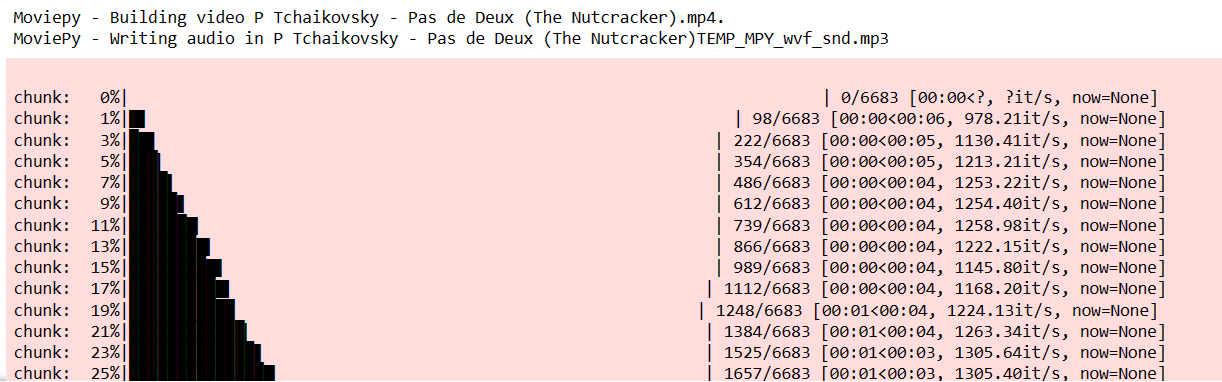 Moviepy - Building video P Tchaikovsky - Pas de Deux (The Nutcracker).mp4.
MoviePy - Writing audio in P Tchaikovsky - Pas de Deux (The Nutcracker)TEMP_MPY_wvf_snd.mp3
chunk:   0%| | 0/6683 [00:00<?, ?it/s, now=None]
chunk:   1%|██ | 98/6683 [00:00<00:06, 978.21it/s, now=None]
chunk:   3%|███ | 222/6683 [00:00<00:05, 1130.41it/s, now=None]
chunk:   5%|███ | 354/6683 [00:00<00:05, 1213.21it/s, now=None]
chunk:   7%|████ | 486/6683 [00:00<00:04, 1253.22it/s, now=None]
chunk:   9%|██████ | 612/6683 [00:00<00:04, 1254.40it/s, now=None]
chunk:  11%|███████ | 739/6683 [00:00<00:04, 1258.98it/s, now=None]
chunk:  13%|████████ | 866/6683 [00:00<00:04, 1222.15it/s, now=None]
chunk:  15%|█████████ | 989/6683 [00:00<00:04, 1145.80it/s, now=None]
chunk:  17%|██████████ | 1112/6683 [00:00<00:04, 1168.20it/s, now=None]
chunk:  19%|███████████ | 1248/6683 [00:01<00:04, 1224.13it/s, now=None]
chunk:  21%|████████████ | 1384/6683 [00:01<00:04, 1263.34it/s, now=None]
chunk:  23%|██████████████ | 1525/6683 [00:01<00:03, 1305.64it/s, now=None]
chunk:  25%|███████████████ | 1657/6683 [00:01<00:03, 1305.40it/s, now=None]